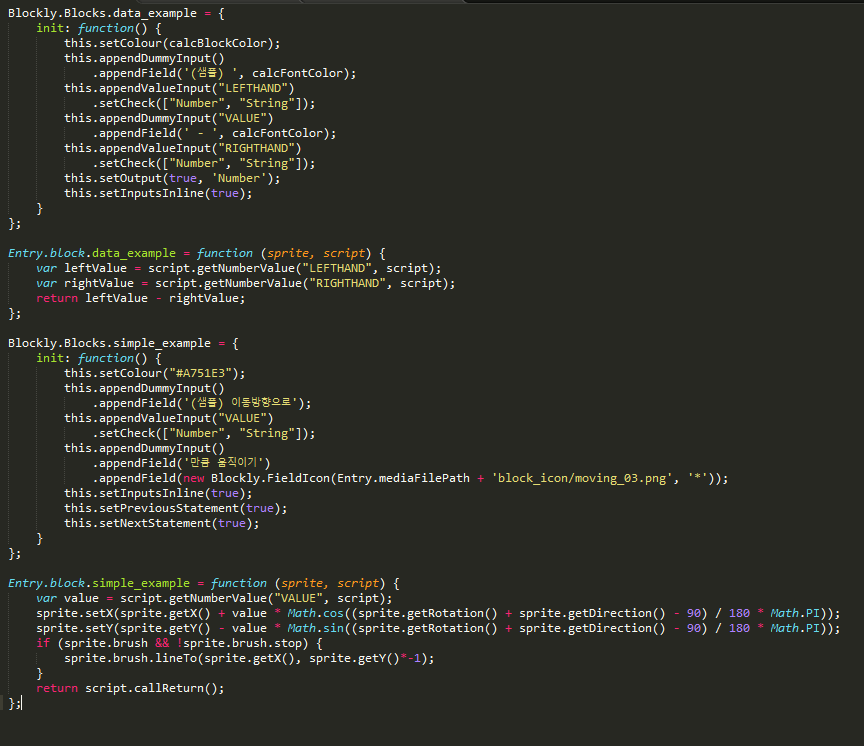 Blockly.Blocks.data_example = {
    init: function() {
        this.setColour(calcBlockColor);
        this.appendDummyInput()
            .appendField('(샘플) ', calcFontColor);
        this.appendValueInput("LEFTHAND")
            .setCheck(["Number", "String"]);
        this.appendDummyInput("VALUE")
            .appendField(' - ', calcFontColor);
        this.appendValueInput("RIGHTHAND")
            .setCheck(["Number", "String"]);
        this.setOutput(true, 'Number');
        this.setInputsInline(true);
    }
};

Entry.block.data_example = function (sprite, script) {
    var leftValue = script.getNumberValue("LEFTHAND", script);
    var rightValue = script.getNumberValue("RIGHTHAND", script);
    return leftValue - rightValue;
};

Blockly.Blocks.simple_example = {
    init: function() {
        this.setColour("#A751E3");
        this.appendDummyInput()
            .appendField('(샘플) 이동방향으로');
        this.appendValueInput("VALUE")
            .setCheck(["Number", "String"]);
        this.appendDummyInput()
            .appendField('만큼 움직이기')
            .appendField(new Blockly.FieldIcon(Entry.mediaFilePath + 'block_icon/moving_03.png', '*'));
        this.setInputsInline(true);
        this.setPreviousStatement(true);
        this.setNextStatement(true);
    }
};

Entry.block.simple_example = function (sprite, script) {
    var value = script.getNumberValue("VALUE", script);
    sprite.setX(sprite.getX() + value * Math.cos((sprite.getRotation() + sprite.getDirection() - 90) / 180 * Math.PI));
    sprite.setY(sprite.getY() - value * Math.sin((sprite.getRotation() + sprite.getDirection() - 90) / 180 * Math.PI));
    if (sprite.brush && !sprite.brush.stop) {
        sprite.brush.lineTo(sprite.getX(), sprite.getY()*-1);
    }
    return script.callReturn();
};